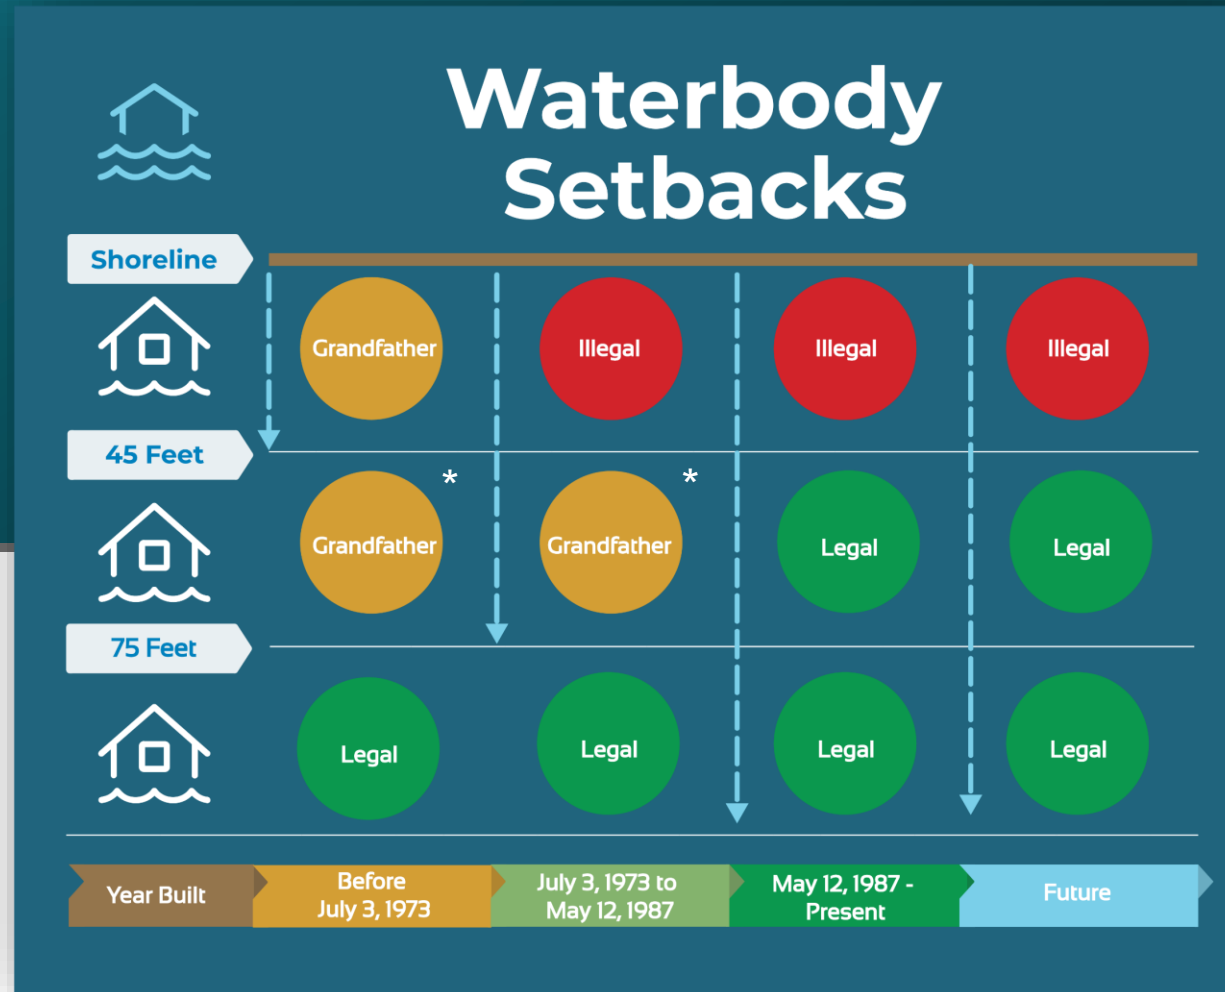 Waterbody
Setbacks
Shoreline
Grandfather
Illegal
Illegal
Illegal
45 Feet
Grandfather
*
Grandfather
*
Legal
Legal
75 Feet
Legal
Legal
Legal
Legal
Year Built
Before
July 3, 1973
July 3, 1973 to
May 12, 1987
May 12, 1987 -
Present
Future